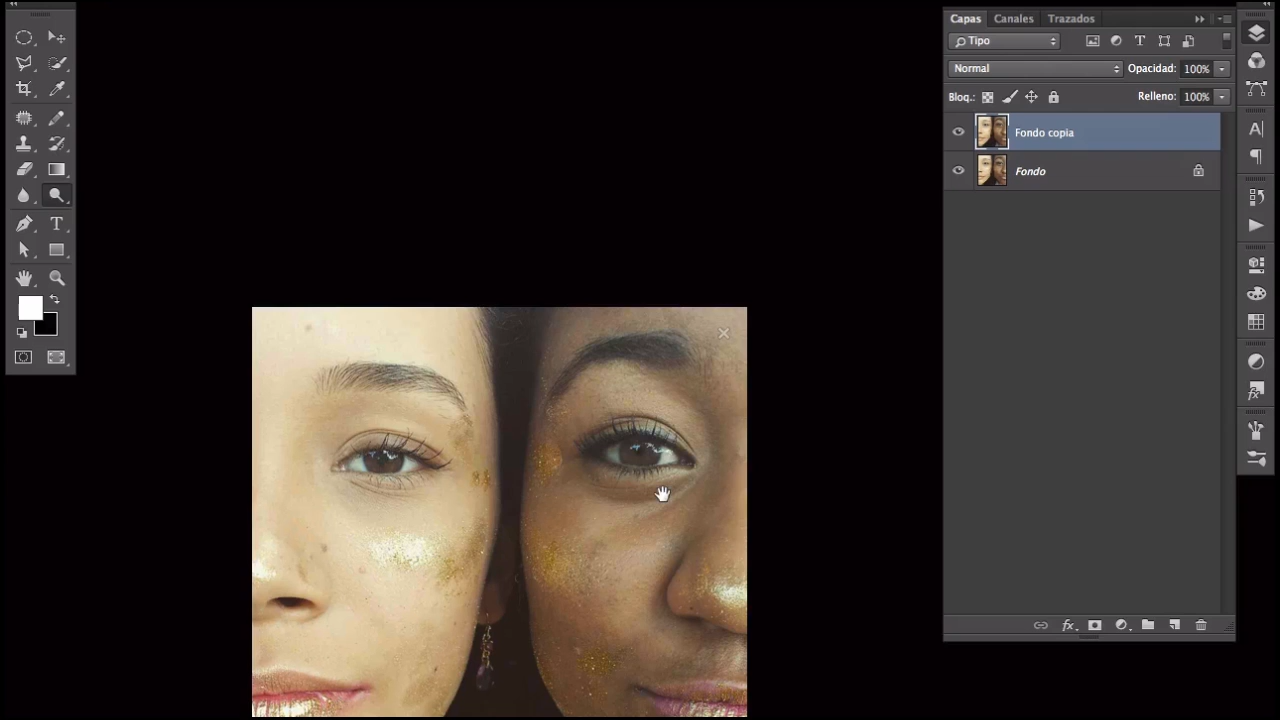 Capas Canales Trazados
Tipo
Normal Opacidad: 100%
Bloq.: Relleno: 100%
Fondo copia
Fondo